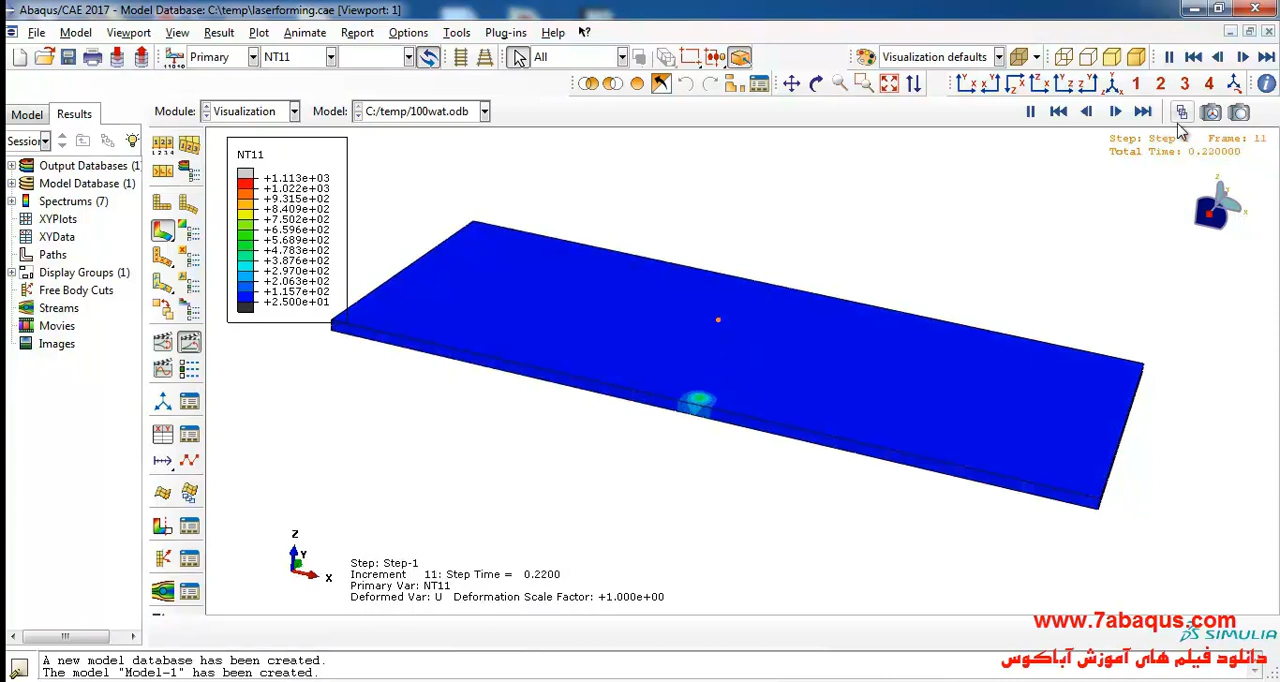 Abaqus/CAE 2017 - Model Database: C:\temp\laserforming.cae [Viewport: 1]
File Model Viewport View Result Plot Animate Report Options Tools Plug-ins Help
Primary NT11 All Visualization defaults
1 2 3 4
Module: Visualization Model: C:/temp/100wat.odb
Model Results
Session
Output Databases (1)
Model Database (1)
Spectrums (7)
XYPlots
XYData
Paths
Display Groups (1)
Free Body Cuts
Streams
Movies
Images
Step: Step Frame: 11
Total Time: 0.220000
NT11
+1.113e+03
+1.022e+03
+9.315e+02
+8.409e+02
+7.502e+02
+6.596e+02
+5.689e+02
+4.783e+02
+3.876e+02
+2.970e+02
+2.063e+02
+1.157e+02
+2.500e+01
Z
Y
X
Step: Step-1
Increment 11: Step Time = 0.2200
Primary Var: NT11
Deformed Var: U Deformation Scale Factor: +1.000e+00
www.7abaqus.com
SIMULIA
دانلود فیلم های آموزش آباکوس
A new model database has been created.
The model "Model-1" has been created.